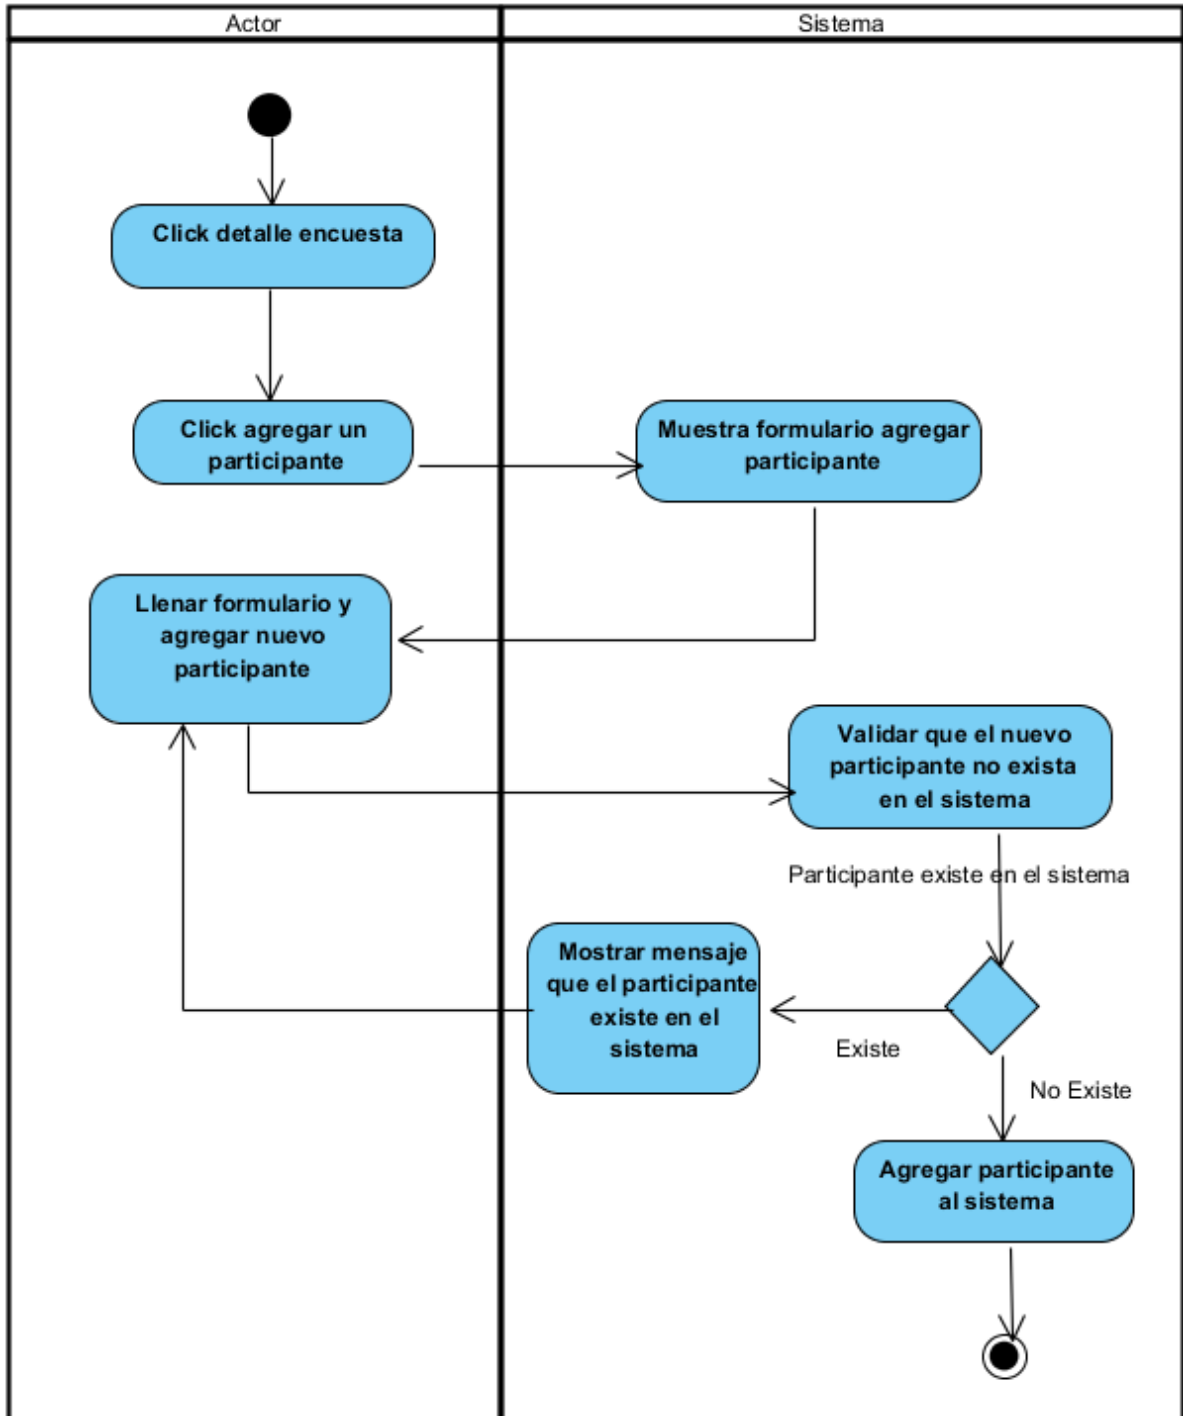 Actor
Sistema
Click detalle encuesta
Click agregar un
participante
Muestra formulario agregar
participante
Llenar formulario y
agregar nuevo
participante
Validar que el nuevo
participante no exista
en el sistema
Participante existe en el sistema
Mostrar mensaje
que el participante
existe en el
sistema
Existe
No Existe
Agregar participante
al sistema